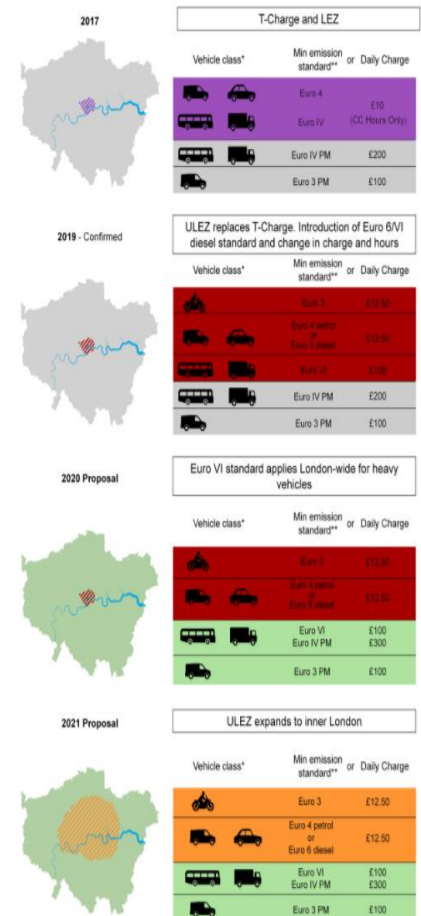 2017
T-Charge and LEZ
Vehicle class*
Min emission standard** or Daily Charge
Euro 4
£10
(CC Hours Only)
Euro IV
Euro IV PM £200
Euro 3 PM £100
2019 - Confirmed
ULEZ replaces T-Charge. Introduction of Euro 6/VI
diesel standard and change in charge and hours
Vehicle class*
Min emission standard** or Daily Charge
Euro 3 £12.50
Euro 4 petrol
or
Euro 6 diesel
£12.50
Euro VI £100
Euro IV PM £200
Euro 3 PM £100
2020 Proposal
Euro VI standard applies London-wide for heavy
vehicles
Vehicle class*
Min emission standard** or Daily Charge
Euro 3 £12.50
Euro 4 petrol
or
Euro 6 diesel
£12.50
Euro VI £100
Euro IV PM £300
Euro 3 PM £100
2021 Proposal
ULEZ expands to inner London
Vehicle class*
Min emission standard** or Daily Charge
Euro 3 £12.50
Euro 4 petrol
or
Euro 6 diesel
£12.50
Euro VI £100
Euro IV PM £300
Euro 3 PM £100